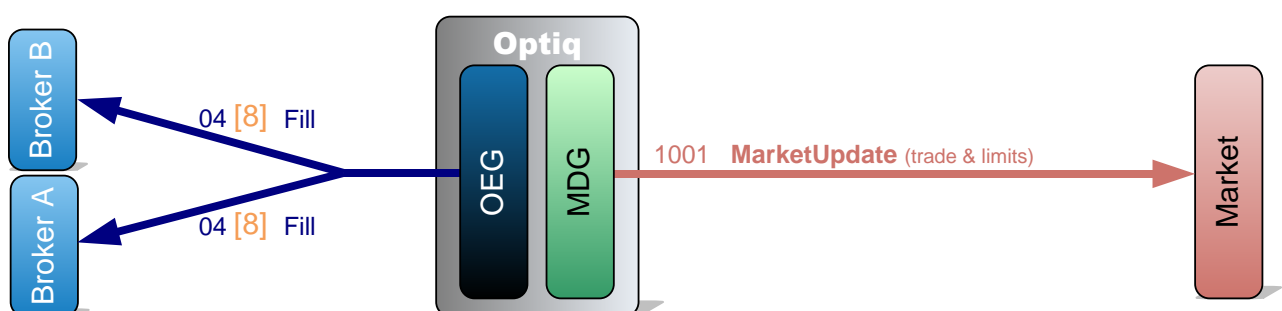 Optiq
Broker B
04 [8] Fill
OEG
MDG
1001 MarketUpdate (trade & limits)
Market
Broker A
04 [8] Fill